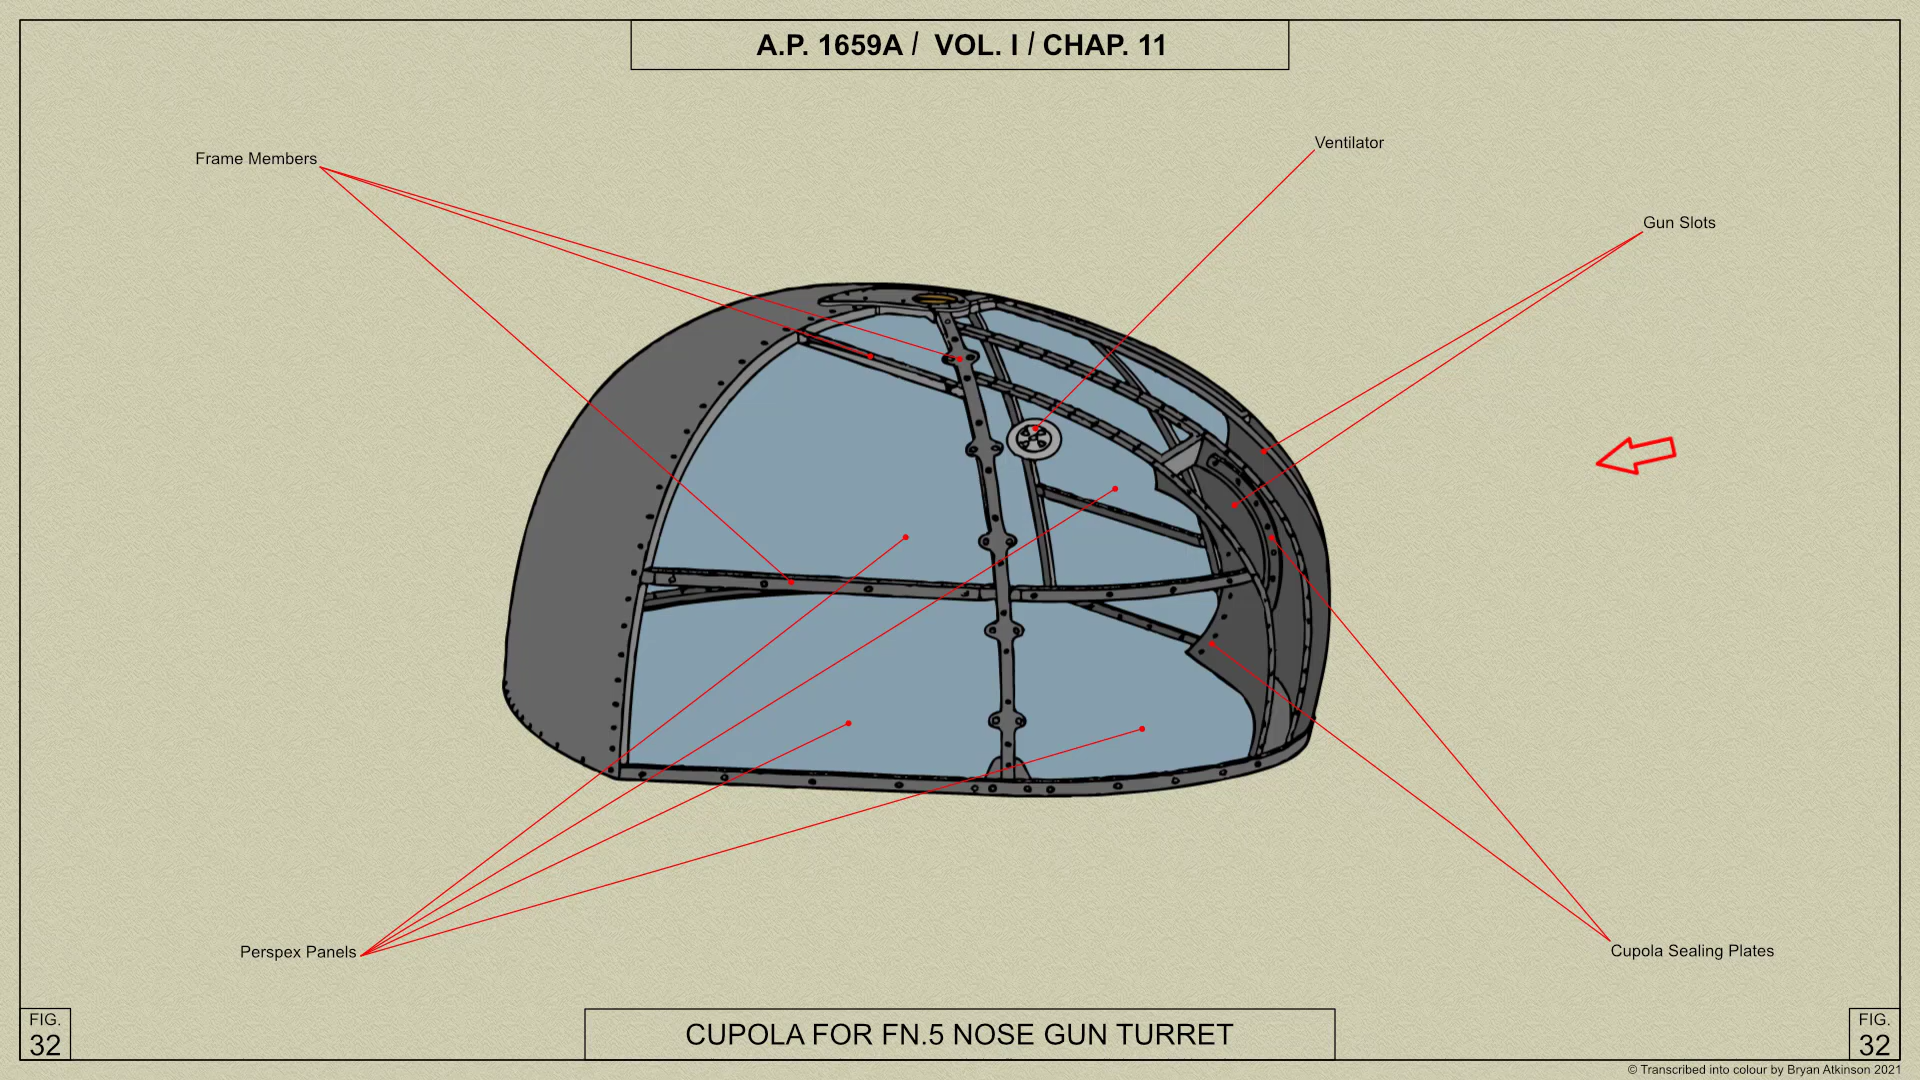 A.P. 1659A / VOL. I / CHAP. 11
Ventilator
Frame Members
Gun Slots
Perspex Panels
Cupola Sealing Plates
FIG.
32
CUPOLA FOR FN.5 NOSE GUN TURRET
FIG.
32
© Transcribed into colour by Bryan Atkinson 2021